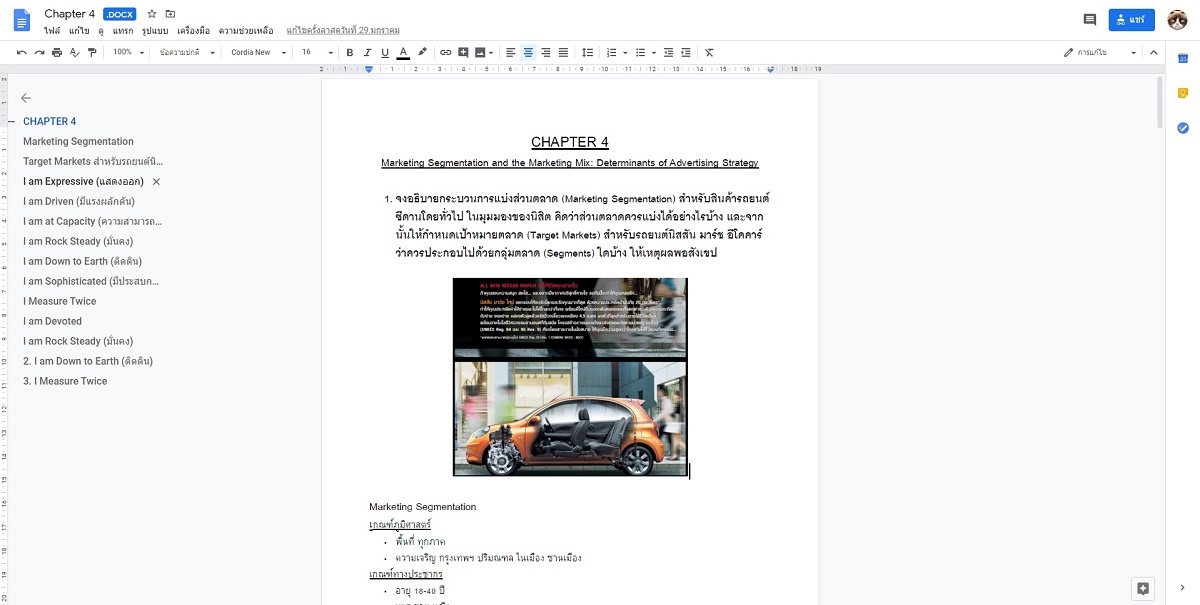 Chapter 4 .DOCX
ไฟล์ แก้ไข ดู แทรก รูปแบบ เครื่องมือ ความช่วยเหลือ แก้ไขครั้งล่าสุดวันที่ 29 มกราคม
แชร์
100% ข้อความปกติ Cordia New 16 B I U A การแก้ไข
2 1 1 2 3 4 5 6 7 8 9 10 11 12 13 14 15 16 17 18 19
CHAPTER 4
Marketing Segmentation
Target Markets สำหรับรถยนต์นิ...
I am Expressive (แสดงออก)
I am Driven (มีแรงผลักดัน)
I am at Capacity (ความสามารถ...
I am Rock Steady (มั่นคง)
I am Down to Earth (ติดดิน)
I am Sophisticated (มีประสบก...
I Measure Twice
I am Devoted
I am Rock Steady (มั่นคง)
2. I am Down to Earth (ติดดิน)
3. I Measure Twice
CHAPTER 4
Marketing Segmentation and the Marketing Mix: Determinants of Advertising Strategy
1. จงอธิบายกระบวนการแบ่งส่วนตลาด (Marketing Segmentation) สำหรับสินค้ารถยนต์
ซีดานโดยทั่วไป ในมุมมองของนิสิต คิดว่าส่วนตลาดควรแบ่งได้อย่างไรบ้าง และจาก
นั้นให้กำหนดเป้าหมายตลาด (Target Markets) สำหรับรถยนต์นิสสัน มาร์ช อีโคคาร์
ว่าควรประกอบไปด้วยกลุ่มตลาด (Segments) ใดบ้าง ให้เหตุผลพอสังเขป
ALL NEW NISSAN MARCH
Marketing Segmentation
เกณฑ์ภูมิศาสตร์
• พื้นที่ ทุกภาค
• ความเจริญ กรุงเทพฯ ปริมณฑล ในเมือง ชานเมือง
เกณฑ์ทางประชากร
• อายุ 18-40 ปี